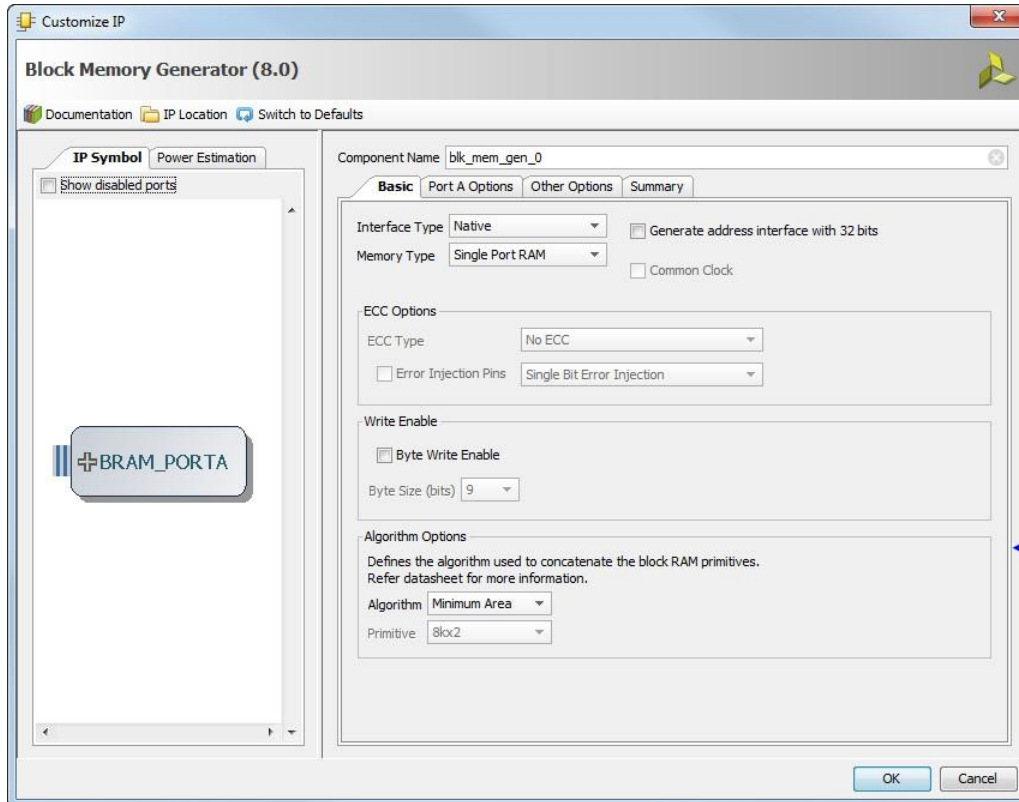 Customize IP
Block Memory Generator (8.0)
Documentation IP Location Switch to Defaults
IP Symbol Power Estimation
Show disabled ports
BRAM_PORTA
Component Name blk_mem_gen_0
Basic Port A Options Other Options Summary
Interface Type Native Generate address interface with 32 bits
Memory Type Single Port RAM Common Clock
ECC Options
ECC Type No ECC
Error Injection Pins Single Bit Error Injection
Write Enable
Byte Write Enable
Byte Size (bits) 9
Algorithm Options
Defines the algorithm used to concatenate the block RAM primitives.
Refer datasheet for more information.
Algorithm Minimum Area
Primitive 8kx2
OK Cancel